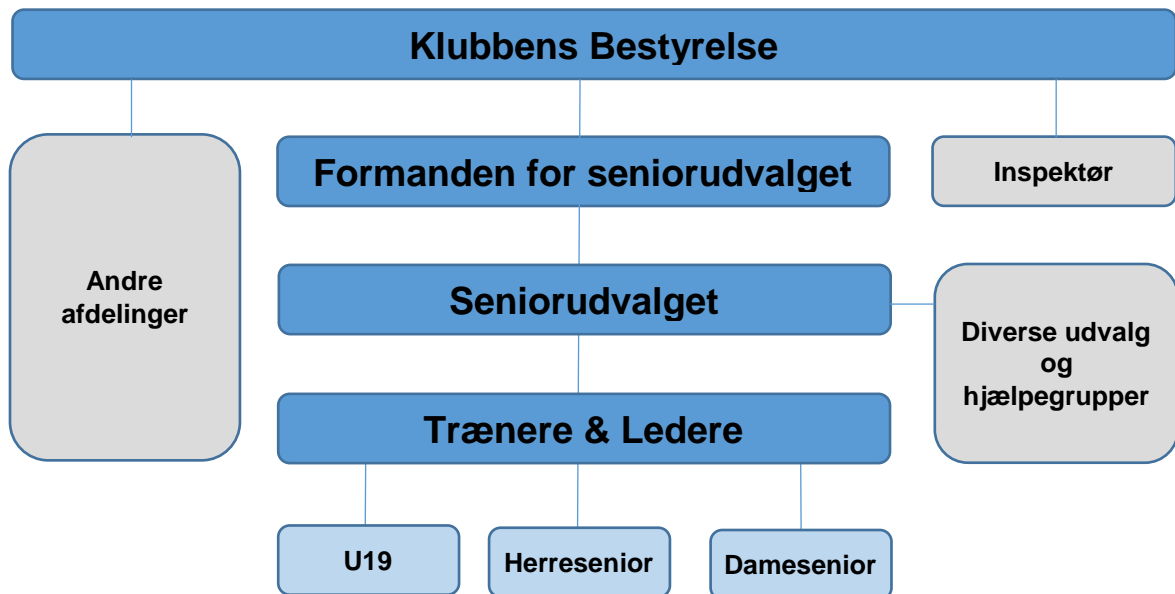 Klubbens Bestyrelse
Formanden for seniorudvalget
Inspektør
Andre
afdelinger
Seniorudvalget
Diverse udvalg
og
hjælpegrupper
Trænere & Ledere
U19
Herresenior
Damesenior